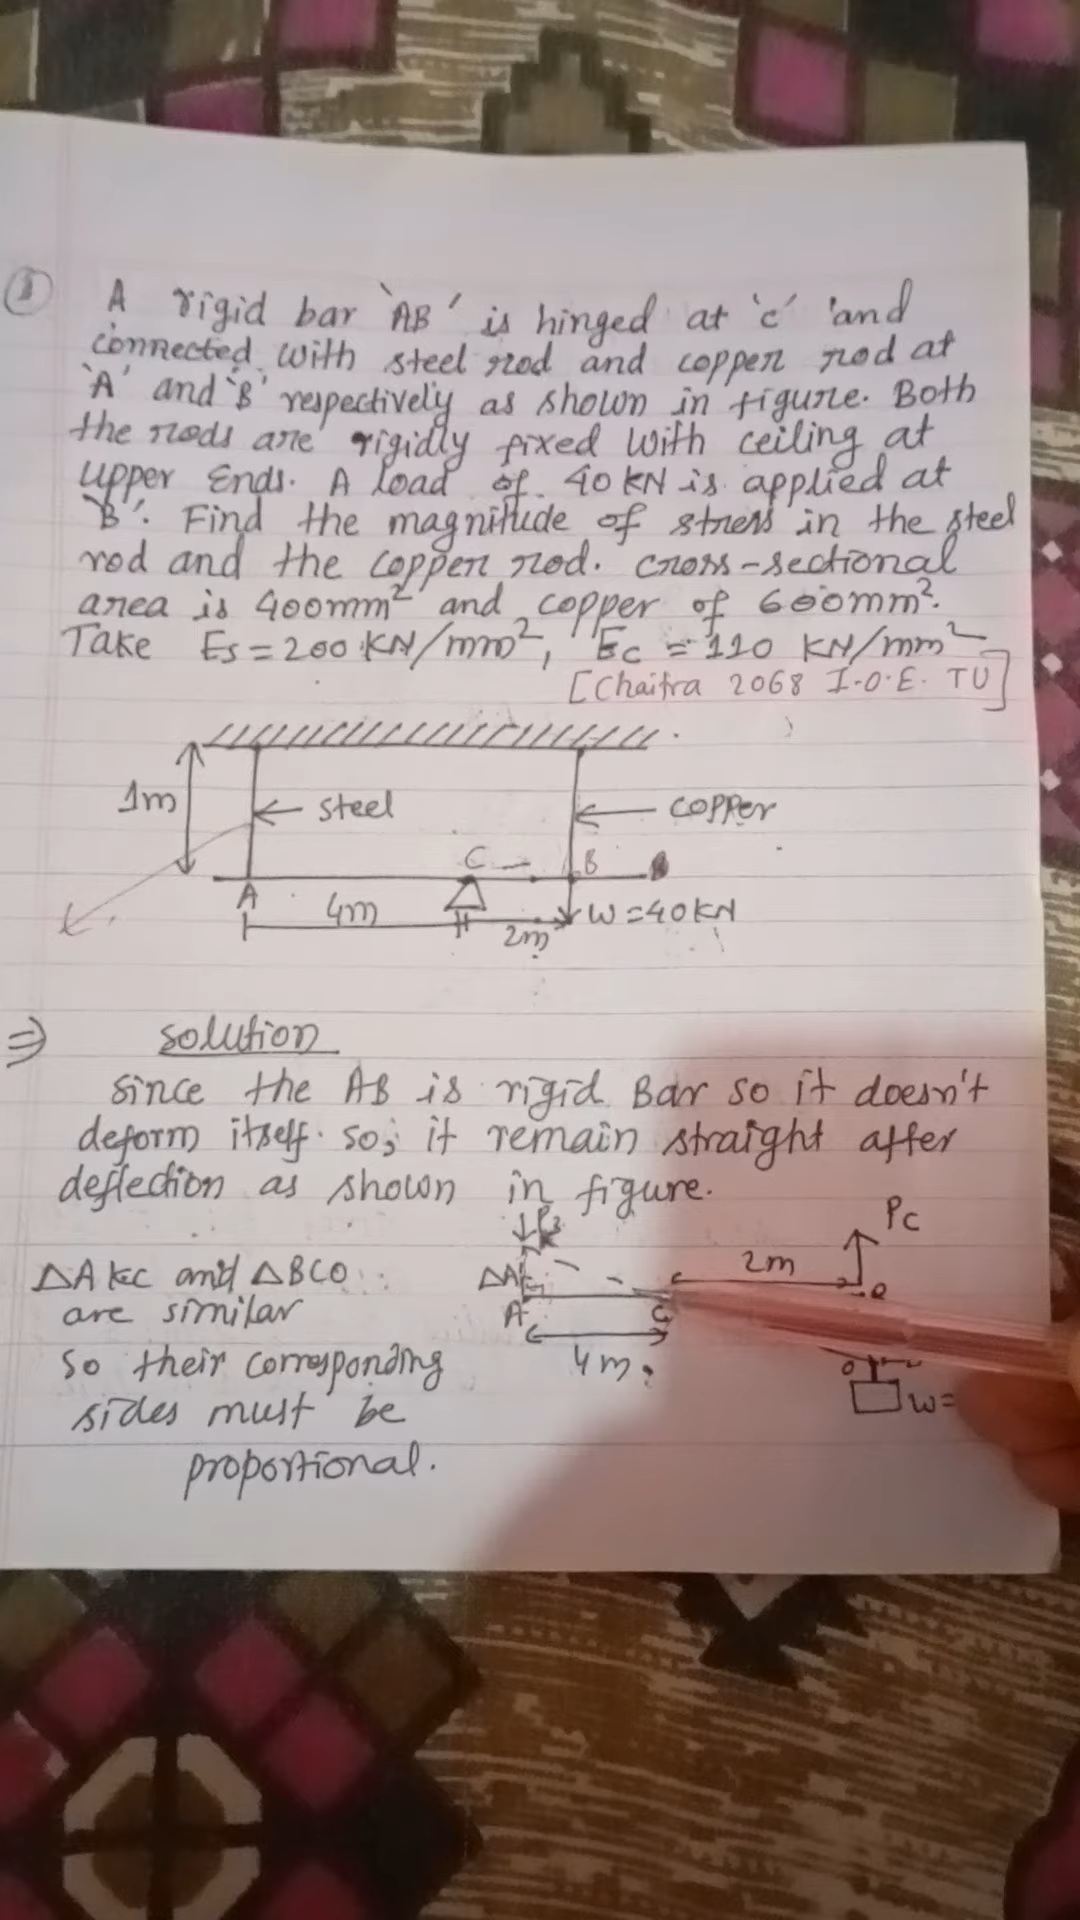 ①
A rigid bar `AB' is hinged at `c' 'and
connected with steel rod and copper rod at
`A' and `B' respectively as shown in figure. Both
the rods are rigidly fixed with ceiling at
upper Ends. A load of 40 KN is applied at
`B'. Find the magnitude of stress in the steel
rod and the copper rod. cross-sectional
area is 400mm² and copper of 600mm².
Take Es = 200 KN/mm², Ec = 110 KN/mm²
[Chaitra 2068 I.O.E. TU]
1m
steel
copper
C
B
A
4m
W=40KN
2m
⇒ solution
since the AB is rigid Bar so it doesn't
deform itself. so; it remain straight after
deflection as shown in figure.
Pc
2m
ΔAKC and ΔBCO
ΔA
are similar
A
C
so their corresponding
4m
O
sides must be
W=
proportional.